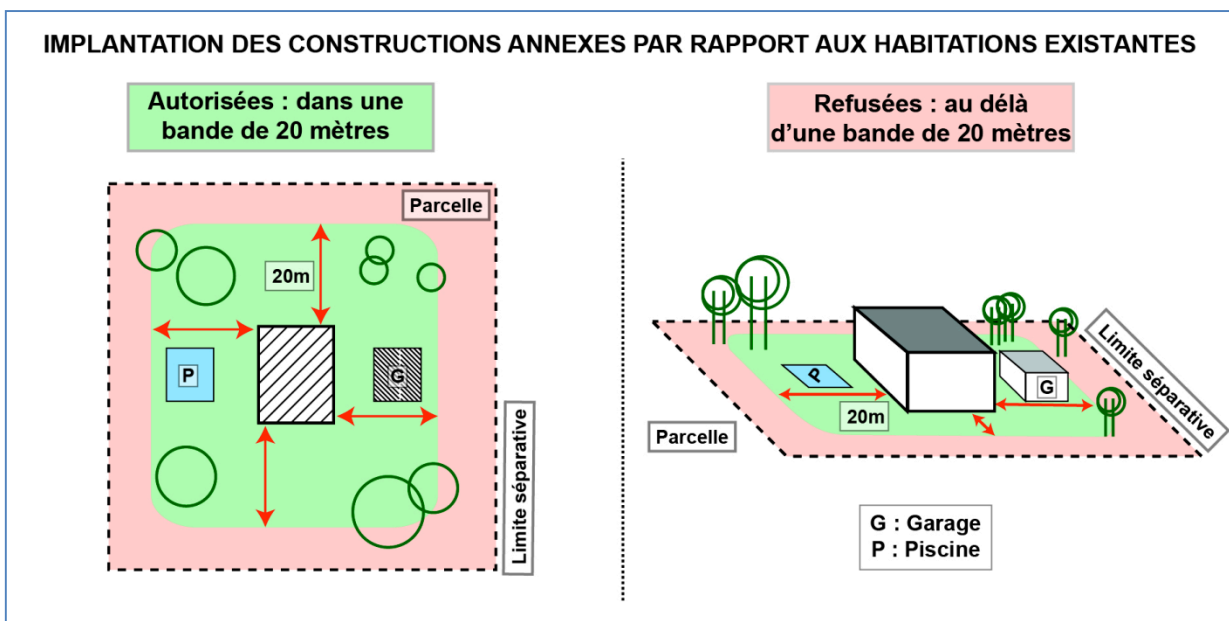 IMPLANTATION DES CONSTRUCTIONS ANNEXES PAR RAPPORT AUX HABITATIONS EXISTANTES
Autorisées : dans une
bande de 20 mètres
Parcelle
20m
P
G
Limite séparative
Refusées : au délà
d'une bande de 20 mètres
P
G
20m
Parcelle
Limite séparative
G : Garage
P : Piscine